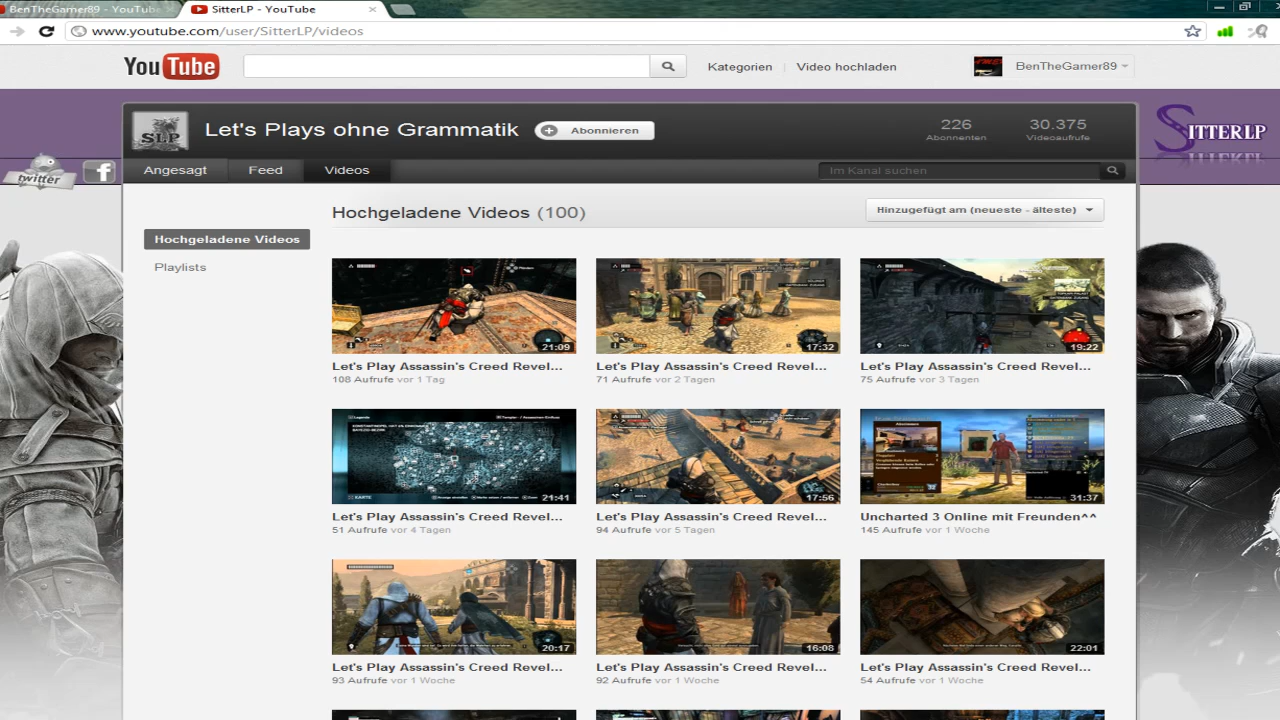 BenTheGamer89 - YouTube
SitterLP - YouTube
www.youtube.com/user/SitterLP/videos
YouTube
Kategorien
Video hochladen
BenTheGamer89
SLP
Let's Plays ohne Grammatik
Abonnieren
226
Abonnenten
30.375
Videoaufrufe
SITTERLP
twitter
f
Angesagt
Feed
Videos
Im Kanal suchen
Hochgeladene Videos (100)
Hinzugefügt am (neueste - älteste)
Hochgeladene Videos
Playlists
21:09
17:32
19:22
Let's Play Assassin's Creed Revel...
Let's Play Assassin's Creed Revel...
Let's Play Assassin's Creed Revel...
108 Aufrufe vor 1 Tag
71 Aufrufe vor 2 Tagen
75 Aufrufe vor 3 Tagen
KARTE
21:41
17:56
31:37
Let's Play Assassin's Creed Revel...
Let's Play Assassin's Creed Revel...
Uncharted 3 Online mit Freunden^^
51 Aufrufe vor 4 Tagen
94 Aufrufe vor 5 Tagen
145 Aufrufe vor 1 Woche
20:17
16:08
22:01
Let's Play Assassin's Creed Revel...
Let's Play Assassin's Creed Revel...
Let's Play Assassin's Creed Revel...
93 Aufrufe vor 1 Woche
92 Aufrufe vor 1 Woche
54 Aufrufe vor 1 Woche